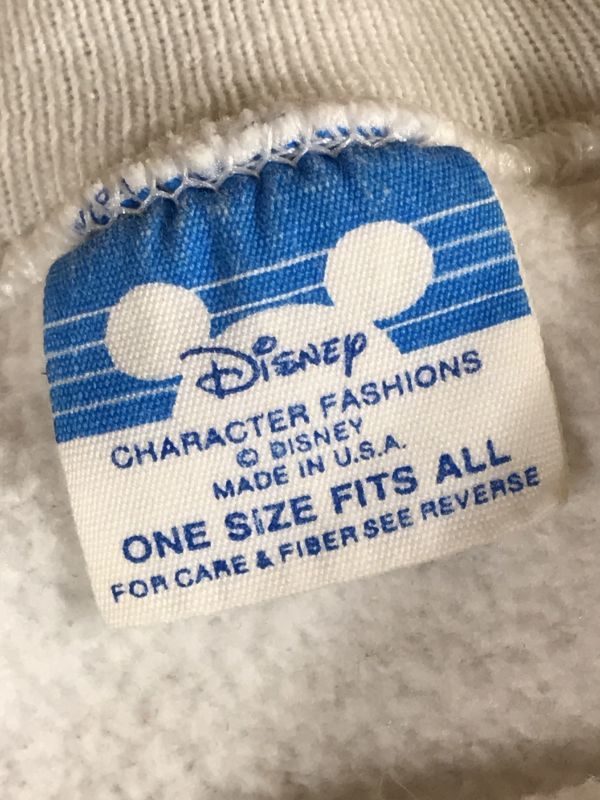 Disney
CHARACTER FASHIONS
© DISNEY
MADE IN U.S.A.
ONE SIZE FITS ALL
FOR CARE & FIBER SEE REVERSE